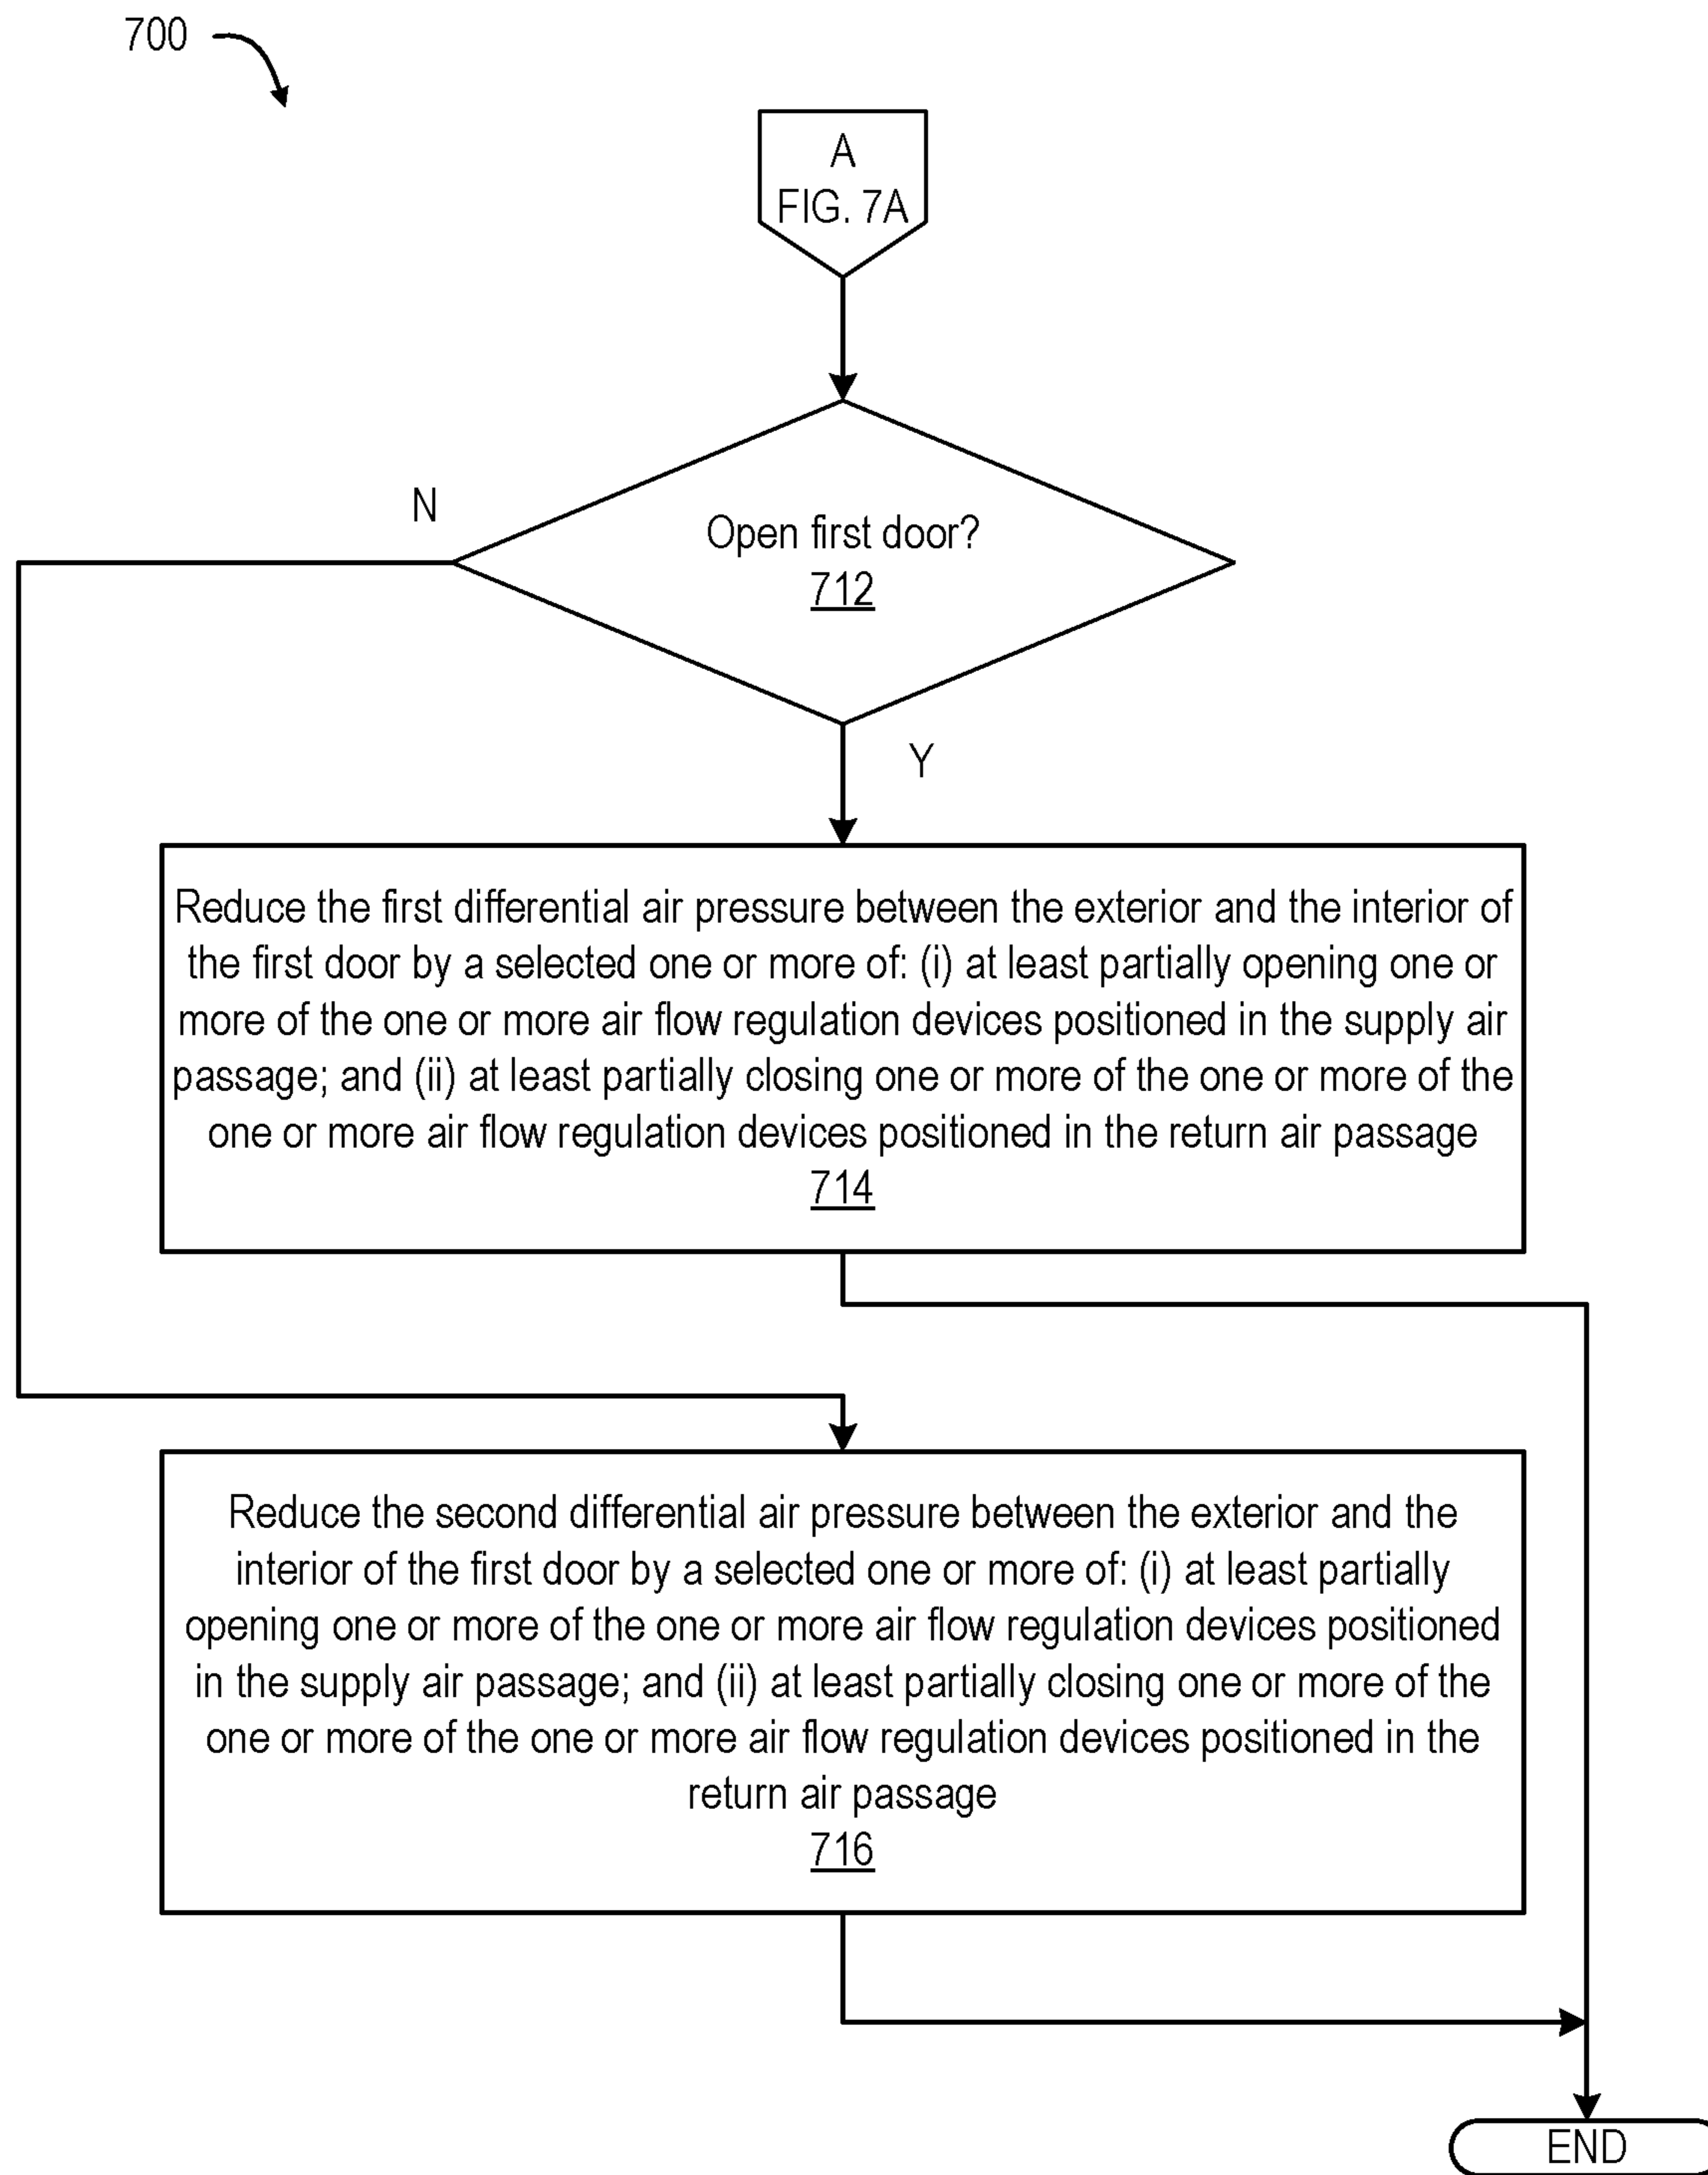 700
A
FIG. 7A
N
Open first door?
712
Y
Reduce the first differential air pressure between the exterior and the interior of
the first door by a selected one or more of: (i) at least partially opening one or
more of the one or more air flow regulation devices positioned in the supply air
passage; and (ii) at least partially closing one or more of the one or more of the
one or more air flow regulation devices positioned in the return air passage
714
Reduce the second differential air pressure between the exterior and the
interior of the first door by a selected one or more of: (i) at least partially
opening one or more of the one or more air flow regulation devices positioned
in the supply air passage; and (ii) at least partially closing one or more of the
one or more of the one or more air flow regulation devices positioned in the
return air passage
716
END